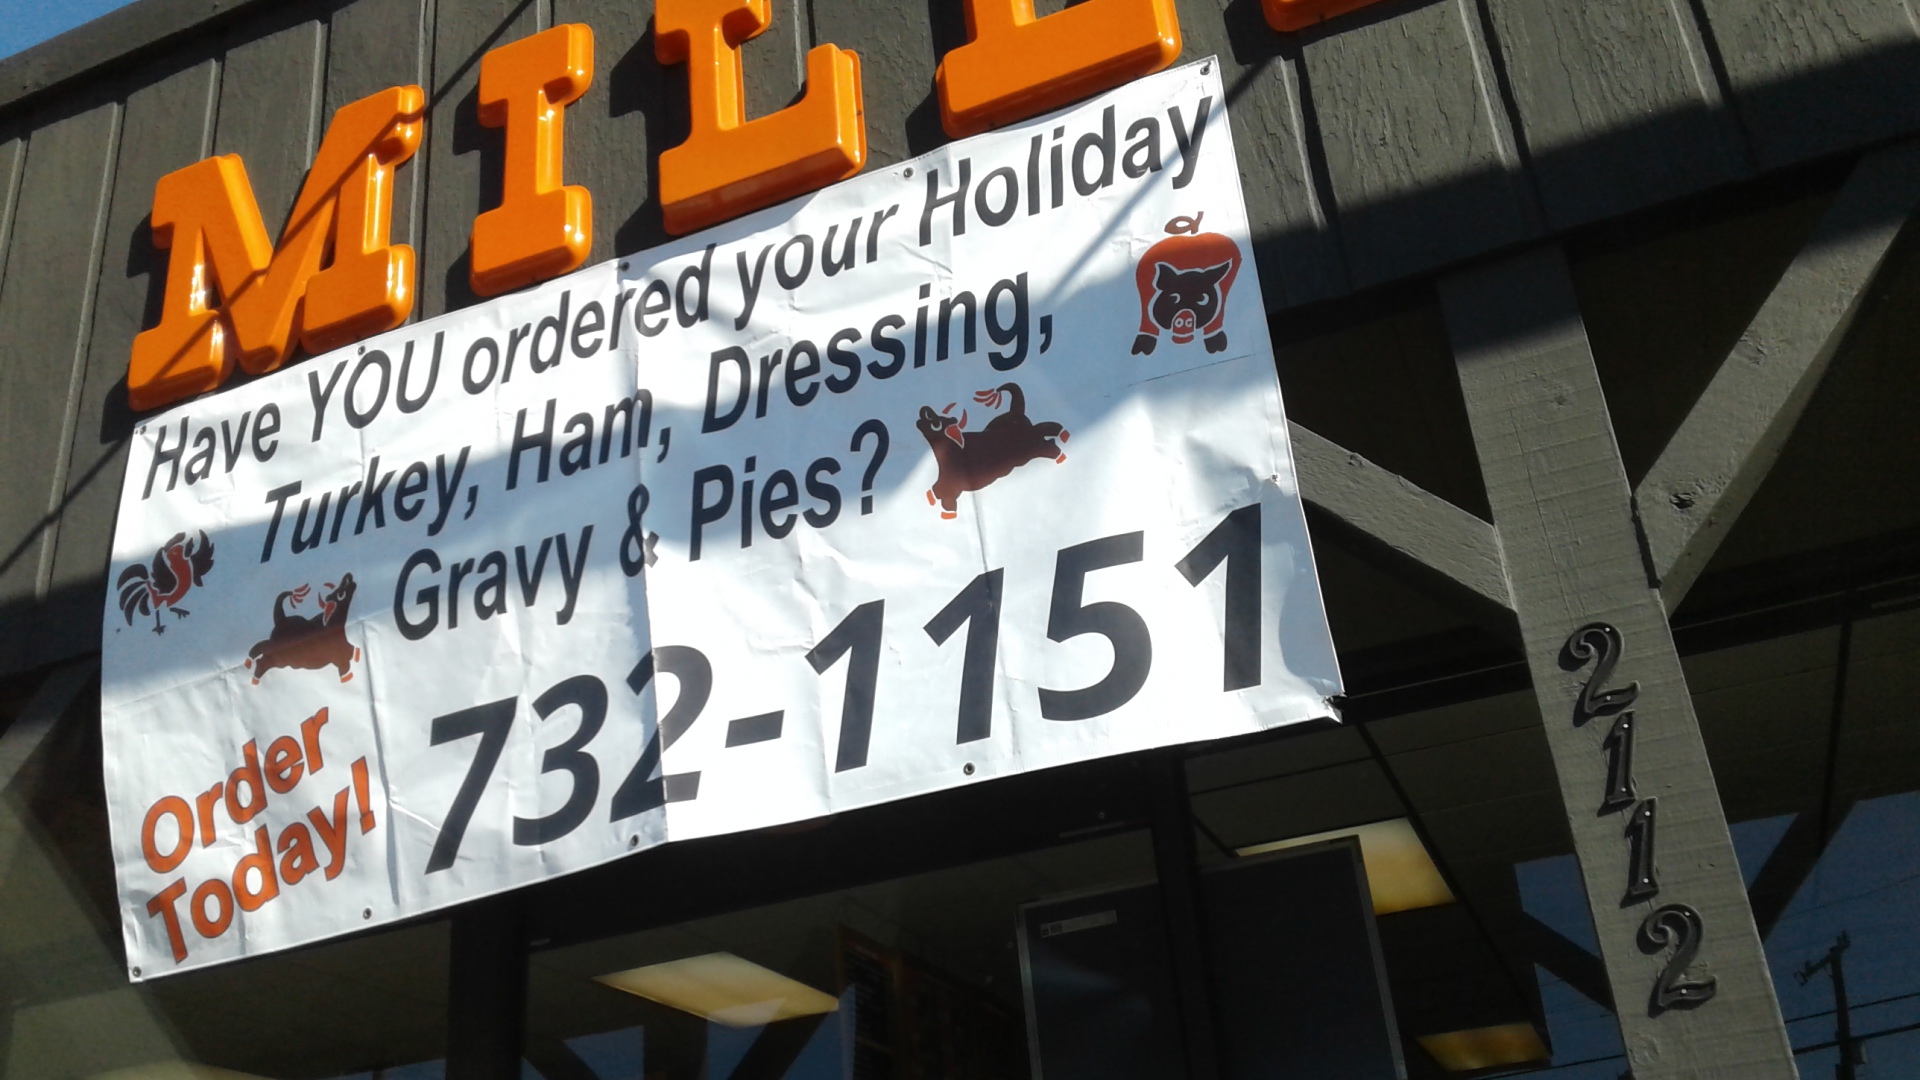 MILL
Have YOU ordered your Holiday
Turkey, Ham, Dressing,
Gravy & Pies?
Order
Today!
732-1151
2112